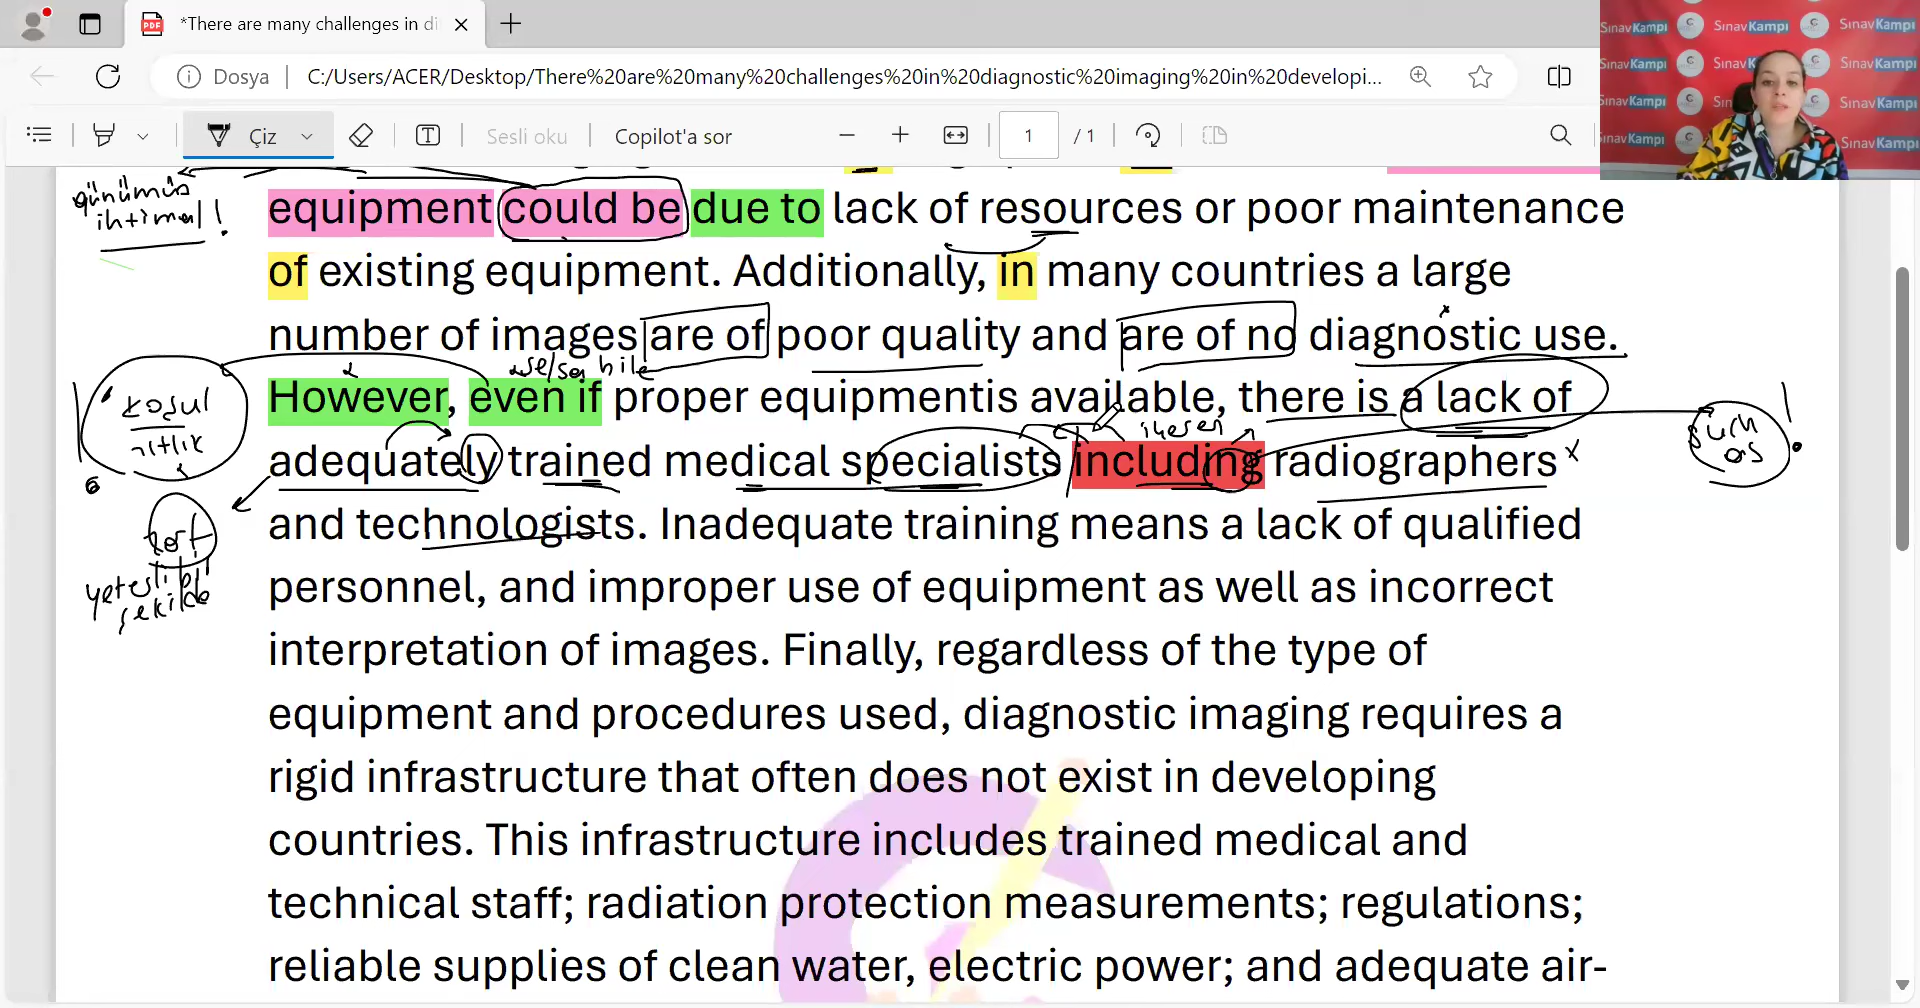 *There are many challenges in di
Dosya
C:/Users/ACER/Desktop/There%20are%20many%20challenges%20in%20diagnostic%20imaging%20in%20developi...
Çiz
Sesli oku
Copilot'a sor
1
/ 1
SınavKampı
SınavKampı
SınavKampı
günümüz
ihtimal !
equipment could be due to lack of resources or poor maintenance
of existing equipment. Additionally, in many countries a large
number of images are of poor quality and are of no diagnostic use.
se/sa bile
However, even if proper equipmentis available, there is a lack of
koşul
zıtlık
içeren
such
as
adequately trained medical specialists including radiographers
and technologists. Inadequate training means a lack of qualified
zarf
yeterli bir
şekilde
personnel, and improper use of equipment as well as incorrect
interpretation of images. Finally, regardless of the type of
equipment and procedures used, diagnostic imaging requires a
rigid infrastructure that often does not exist in developing
countries. This infrastructure includes trained medical and
technical staff; radiation protection measurements; regulations;
reliable supplies of clean water, electric power; and adequate air-